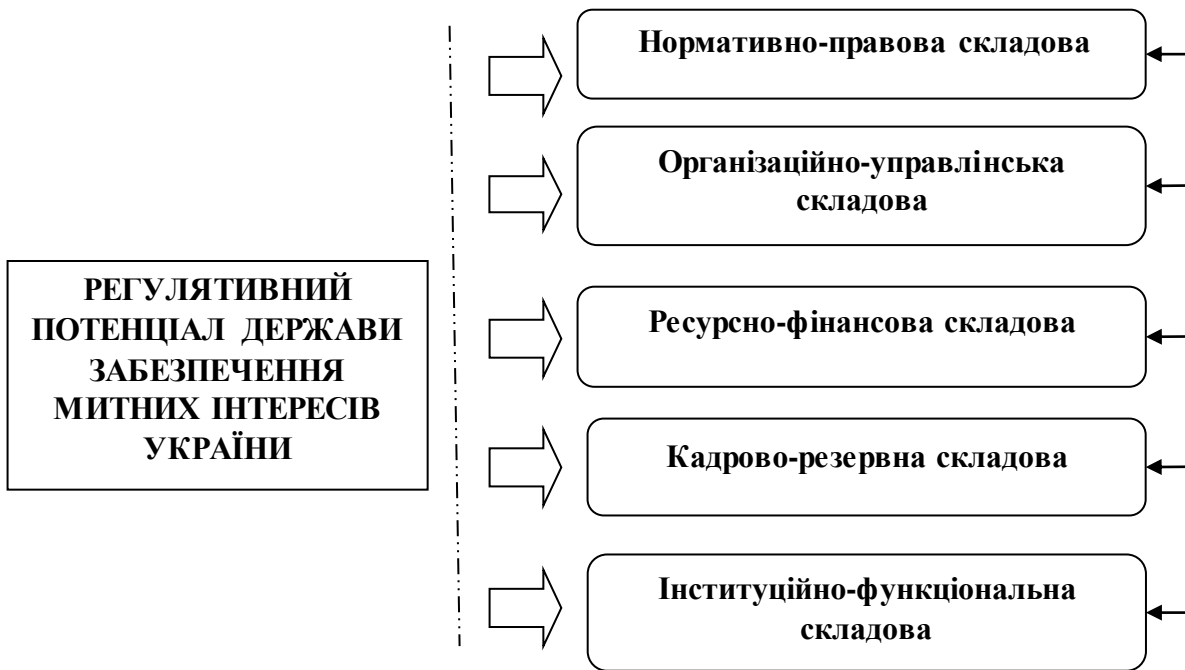 РЕГУЛЯТИВНИЙ
ПОТЕНЦІАЛ ДЕРЖАВИ
ЗАБЕЗПЕЧЕННЯ
МИТНИХ ІНТЕРЕСІВ
УКРАЇНИ
Нормативно-правова складова
Організаційно-управлінська
складова
Ресурсно-фінансова складова
Кадрово-резервна складова
Інституційно-функціональна
складова